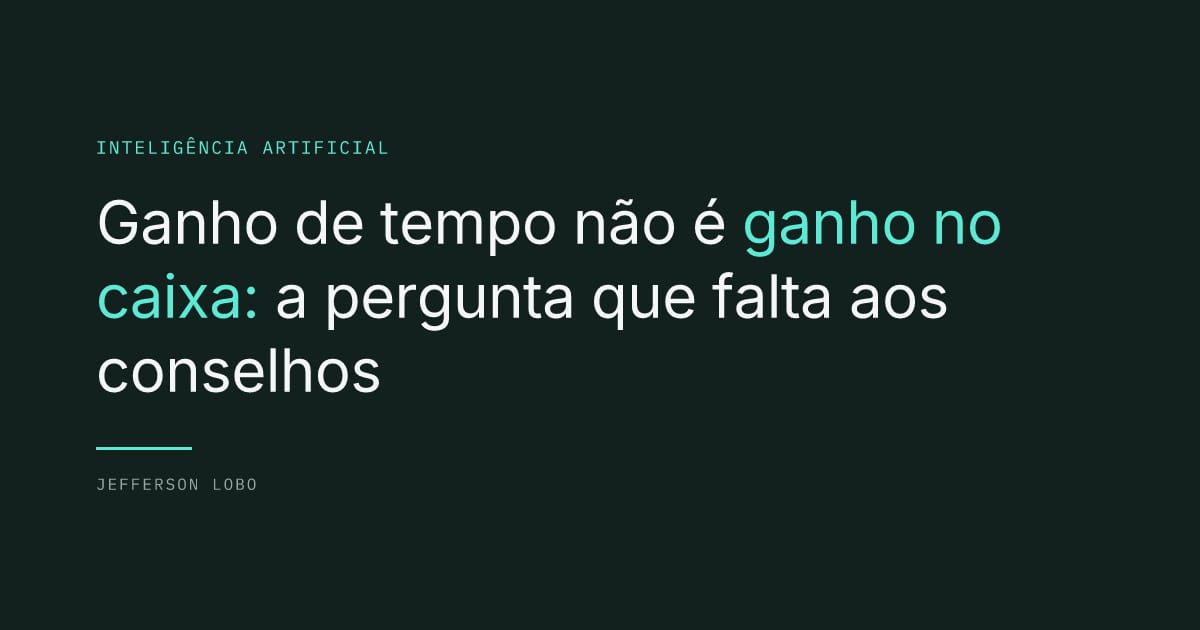 INTELIGÊNCIA ARTIFICIAL
Ganho de tempo não é ganho no
caixa: a pergunta que falta aos
conselhos
JEFFERSON LOBO